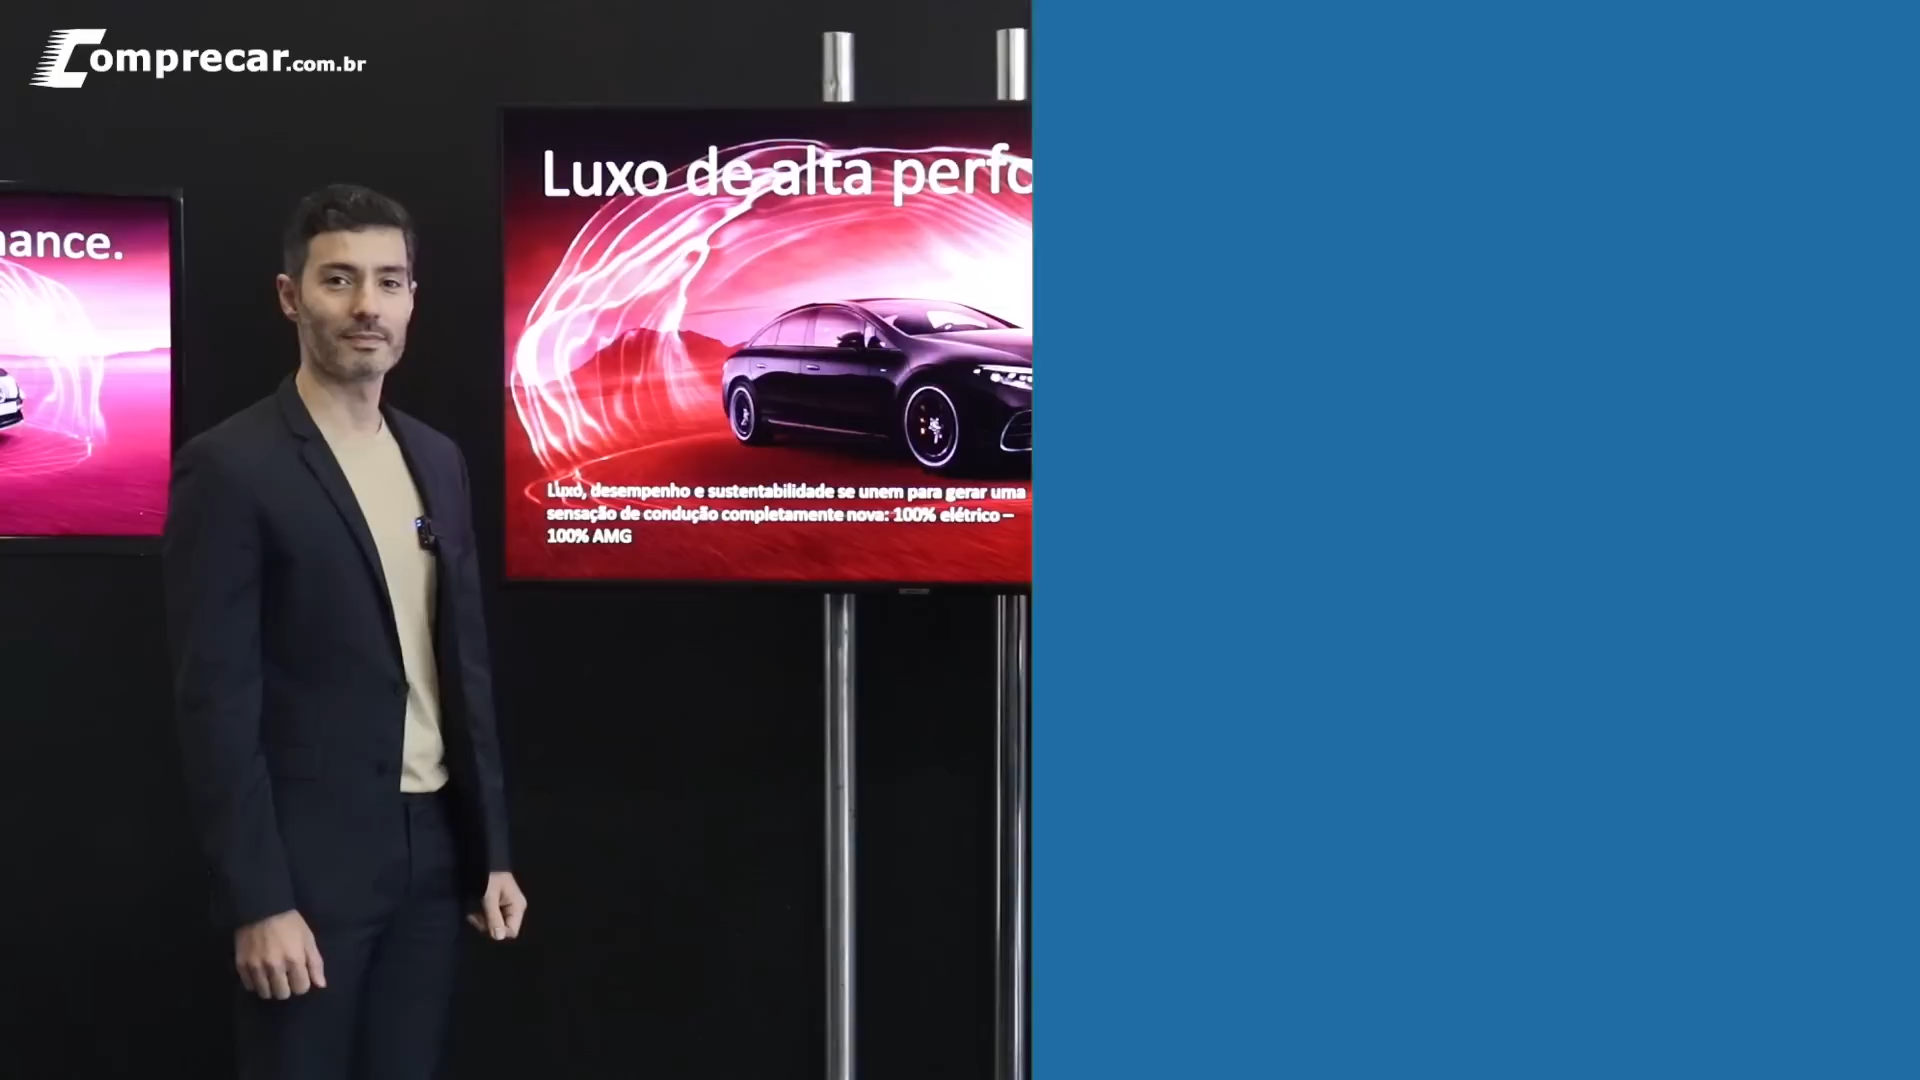 Comprecar.com.br
Luxo de alta perfo
nance.
Luxo, desempenho e sustentabilidade se unem para gerar uma
sensação de condução completamente nova: 100% elétrico –
100% AMG